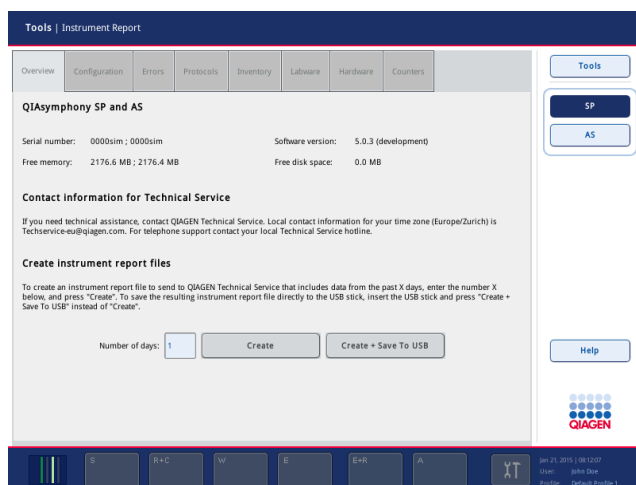 Tools | Instrument Report
Overview Configuration Errors Protocols Inventory Labware Hardware Counters
Tools
SP
AS
QIAsymphony SP and AS
Serial number: 0000sim ; 0000sim Software version: 5.0.3 (development)
Free memory: 2176.6 MB ; 2176.4 MB Free disk space: 0.0 MB
Contact information for Technical Service
If you need technical assistance, contact QIAGEN Technical Service. Local contact information for your time zone (Europe/Zurich) is
Techservice-eu@qiagen.com. For telephone support contact your local Technical Service hotline.
Create instrument report files
To create an instrument report file to send to QIAGEN Technical Service that includes data from the past X days, enter the number X
below, and press "Create". To save the resulting instrument report file directly to the USB stick, insert the USB stick and press "Create +
Save To USB" instead of "Create".
Number of days: 1 Create Create + Save To USB
Help
QIAGEN
S R+C W E E+R A
Jan 21, 2015 | 08:12:07
User: John Doe
Profile: Default Profile 1